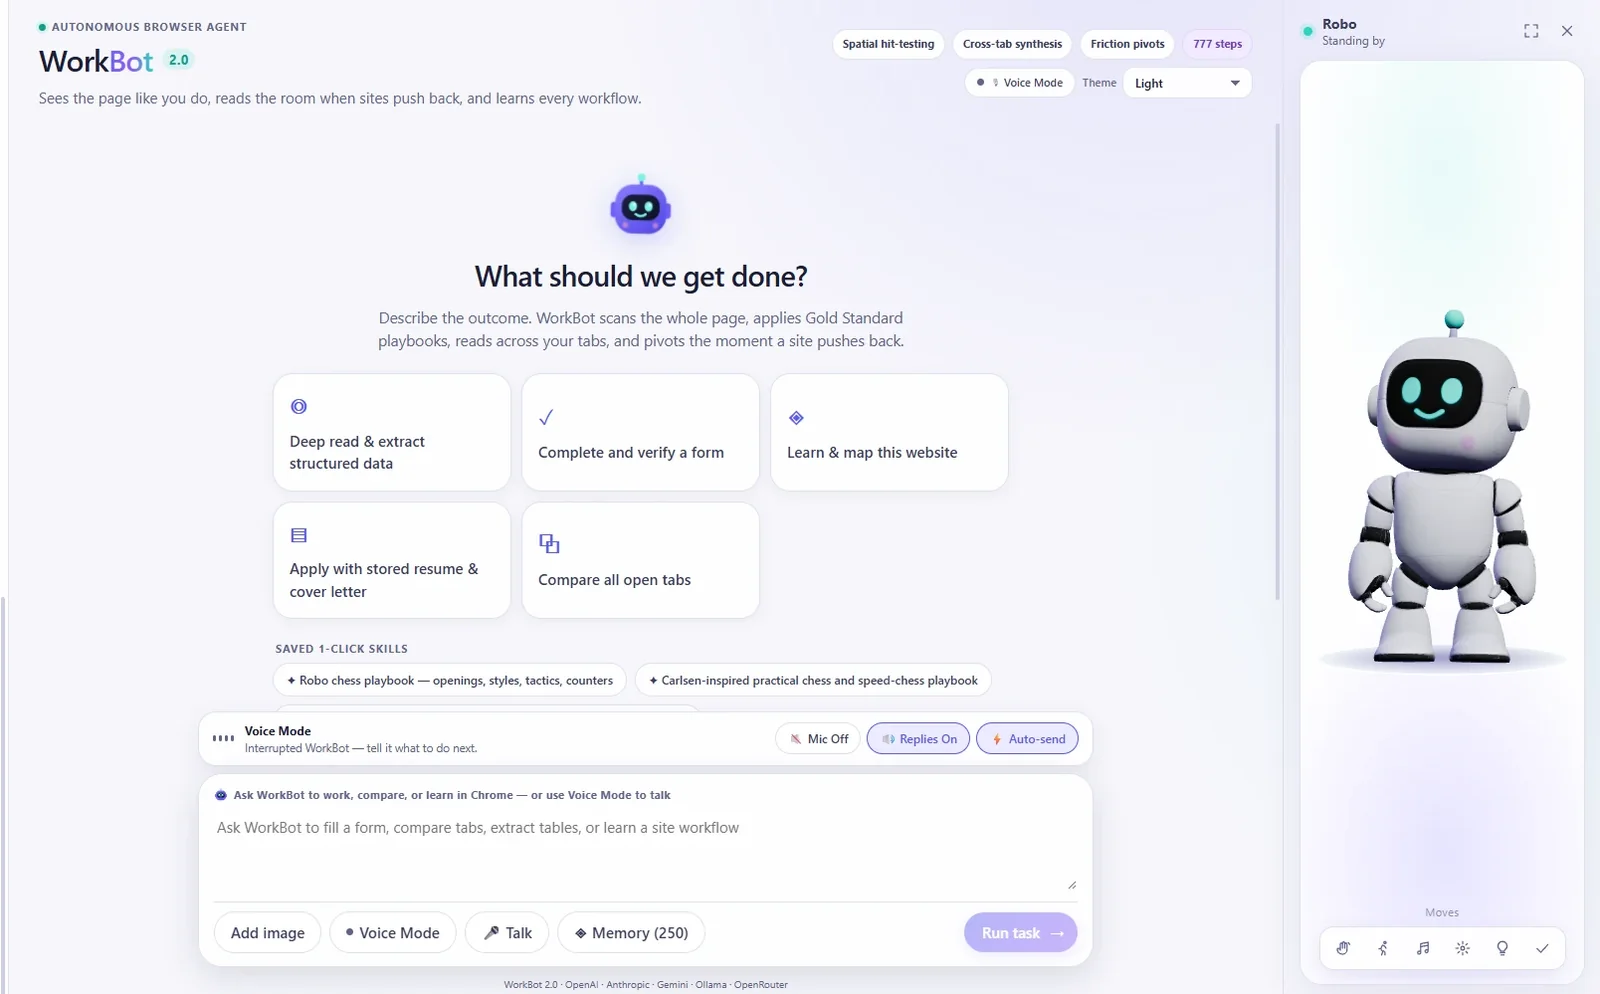 AUTONOMOUS BROWSER AGENT
WorkBot 2.0
Sees the page like you do, reads the room when sites push back, and learns every workflow.
Spatial hit-testing
Cross-tab synthesis
Friction pivots
777 steps
Voice Mode
Theme
Light
What should we get done?
Describe the outcome. WorkBot scans the whole page, applies Gold Standard
playbooks, reads across your tabs, and pivots the moment a site pushes back.
Deep read & extract
structured data
Complete and verify a form
Learn & map this website
Apply with stored resume &
cover letter
Compare all open tabs
SAVED 1-CLICK SKILLS
Robo chess playbook — openings, styles, tactics, counters
Carlsen-inspired practical chess and speed-chess playbook
Voice Mode
Interrupted WorkBot — tell it what to do next.
Mic Off
Replies On
Auto-send
Ask WorkBot to work, compare, or learn in Chrome — or use Voice Mode to talk
Ask WorkBot to fill a form, compare tabs, extract tables, or learn a site workflow
Add image
Voice Mode
Talk
Memory (250)
Run task →
WorkBot 2.0 · OpenAI · Anthropic · Gemini · Ollama · OpenRouter
Robo
Standing by
Moves